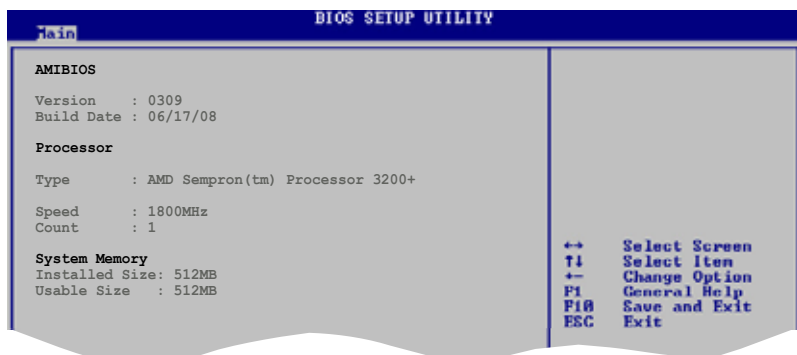 BIOS SETUP UTILITY
Main
AMIBIOS
Version : 0309
Build Date : 06/17/08
Processor
Type : AMD Sempron(tm) Processor 3200+
Speed : 1800MHz
Count : 1
System Memory
Installed Size: 512MB
Usable Size : 512MB
↔ Select Screen
↑↓ Select Item
+- Change Option
F1 General Help
F10 Save and Exit
ESC Exit